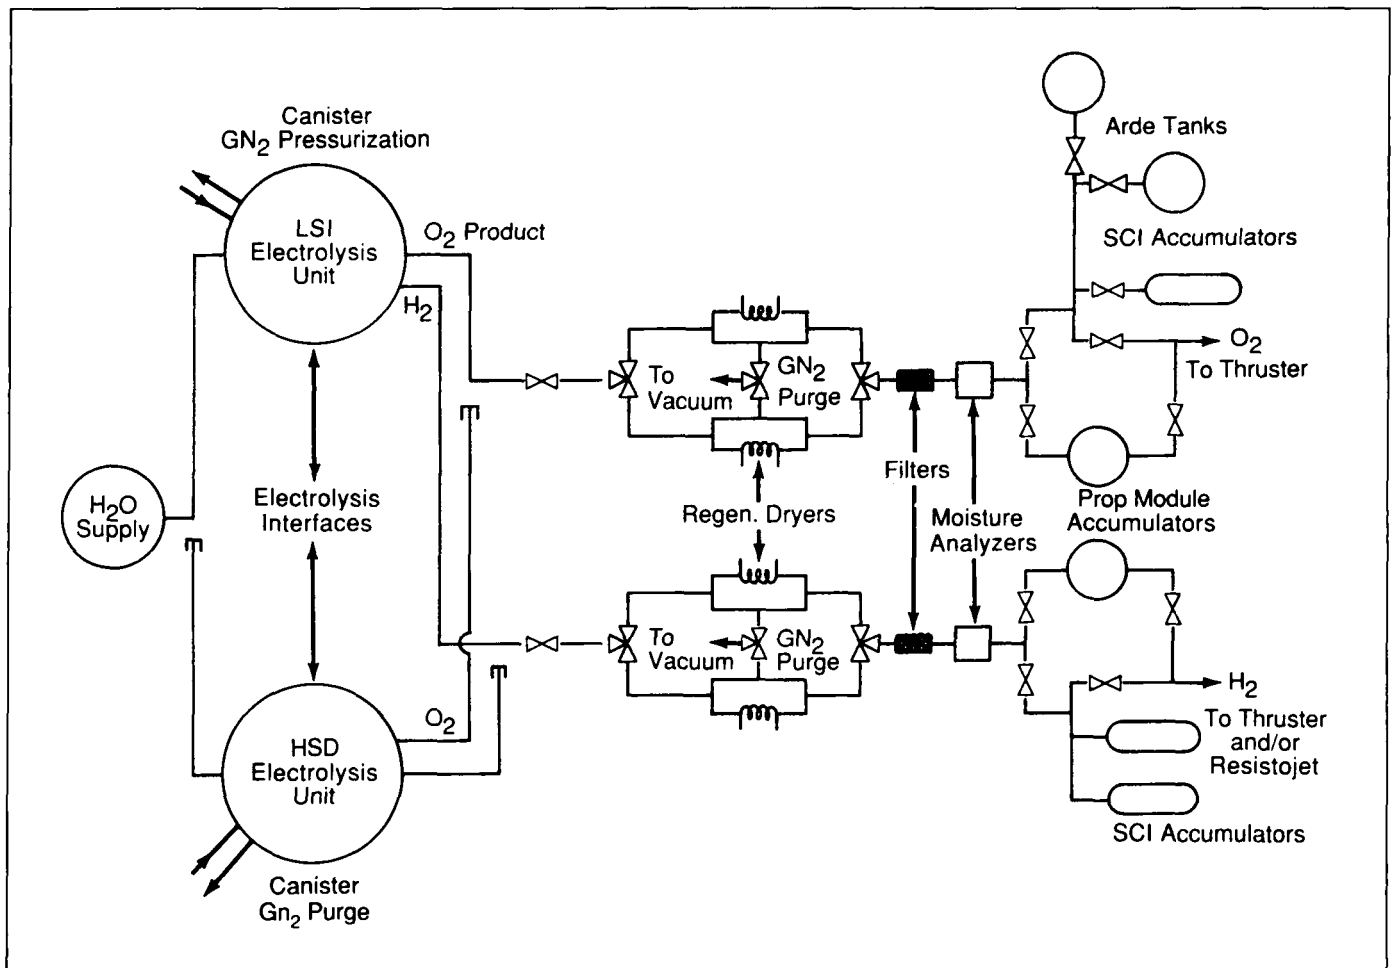 Canister
GN2 Pressurization
LSI
Electrolysis
Unit
O2 Product
H2
Arde Tanks
SCI Accumulators
O2
To Thruster
To
Vacuum
GN2
Purge
Filters
Prop Module
Accumulators
Electrolysis
Interfaces
H2O
Supply
Regen. Dryers
Moisture
Analyzers
To
Vacuum
GN2
Purge
H2
To Thruster
and/or
Resistojet
SCI Accumulators
O2
HSD
Electrolysis
Unit
Canister
Gn2 Purge